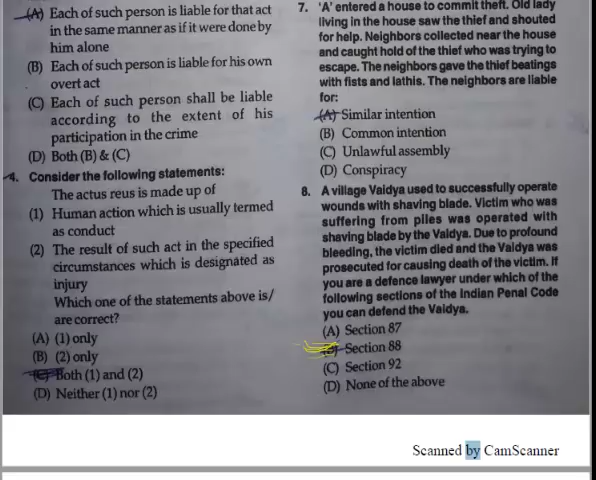 (A) Each of such person is liable for that act
in the same manner as if it were done by
him alone
(B) Each of such person is liable for his own
overt act
(C) Each of such person shall be liable
according to the extent of his
participation in the crime
(D) Both (B) & (C)
4. Consider the following statements:
The actus reus is made up of
(1) Human action which is usually termed
as conduct
(2) The result of such act in the specified
circumstances which is designated as
injury
Which one of the statements above is/
are correct?
(A) (1) only
(B) (2) only
(C) Both (1) and (2)
(D) Neither (1) nor (2)
7. 'A' entered a house to commit theft. Old lady
living in the house saw the thief and shouted
for help. Neighbors collected near the house
and caught hold of the thief who was trying to
escape. The neighbors gave the thief beatings
with fists and lathis. The neighbors are liable
for:
(A) Similar intention
(B) Common intention
(C) Unlawful assembly
(D) Conspiracy
8. A village Vaidya used to successfully operate
wounds with shaving blade. Victim who was
suffering from piles was operated with
shaving blade by the Vaidya. Due to profound
bleeding, the victim died and the Vaidya was
prosecuted for causing death of the victim. If
you are a defence lawyer under which of the
following sections of the Indian Penal Code
you can defend the Vaidya.
(A) Section 87
(B) Section 88
(C) Section 92
(D) None of the above
Scanned by CamScanner